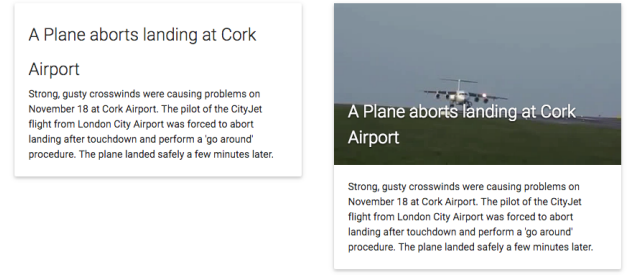 A Plane aborts landing at Cork
Airport
Strong, gusty crosswinds were causing problems on
November 18 at Cork Airport. The pilot of the CityJet
flight from London City Airport was forced to abort
landing after touchdown and perform a 'go around'
procedure. The plane landed safely a few minutes later.
A Plane aborts landing at Cork
Airport
Strong, gusty crosswinds were causing problems on
November 18 at Cork Airport. The pilot of the CityJet
flight from London City Airport was forced to abort
landing after touchdown and perform a 'go around'
procedure. The plane landed safely a few minutes later.